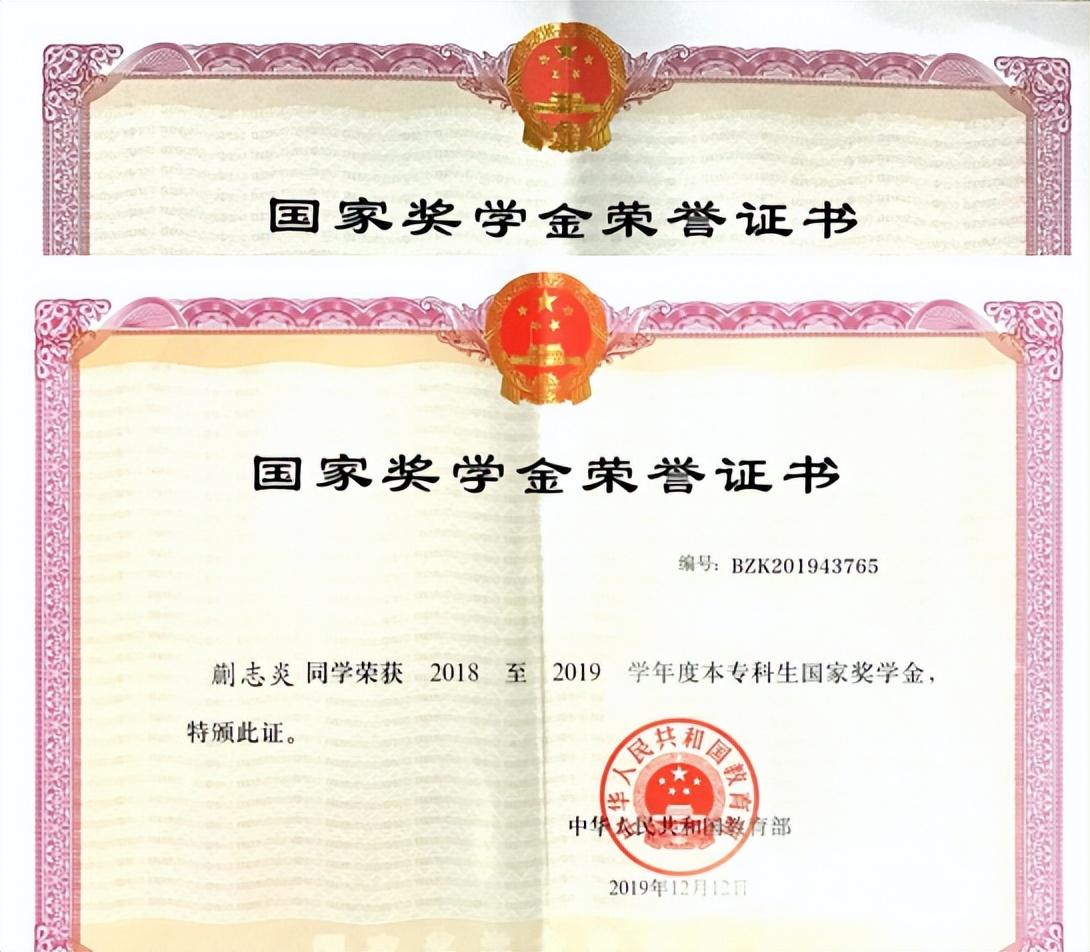 国家奖学金荣誉证书
国家奖学金荣誉证书
编号: BZK201943765
蒯志炎 同学荣获 2018 至 2019 学年度本专科生国家奖学金，
特颁此证。
中华人民共和国教育部
中华人民共和国教育部
2019年12月12日